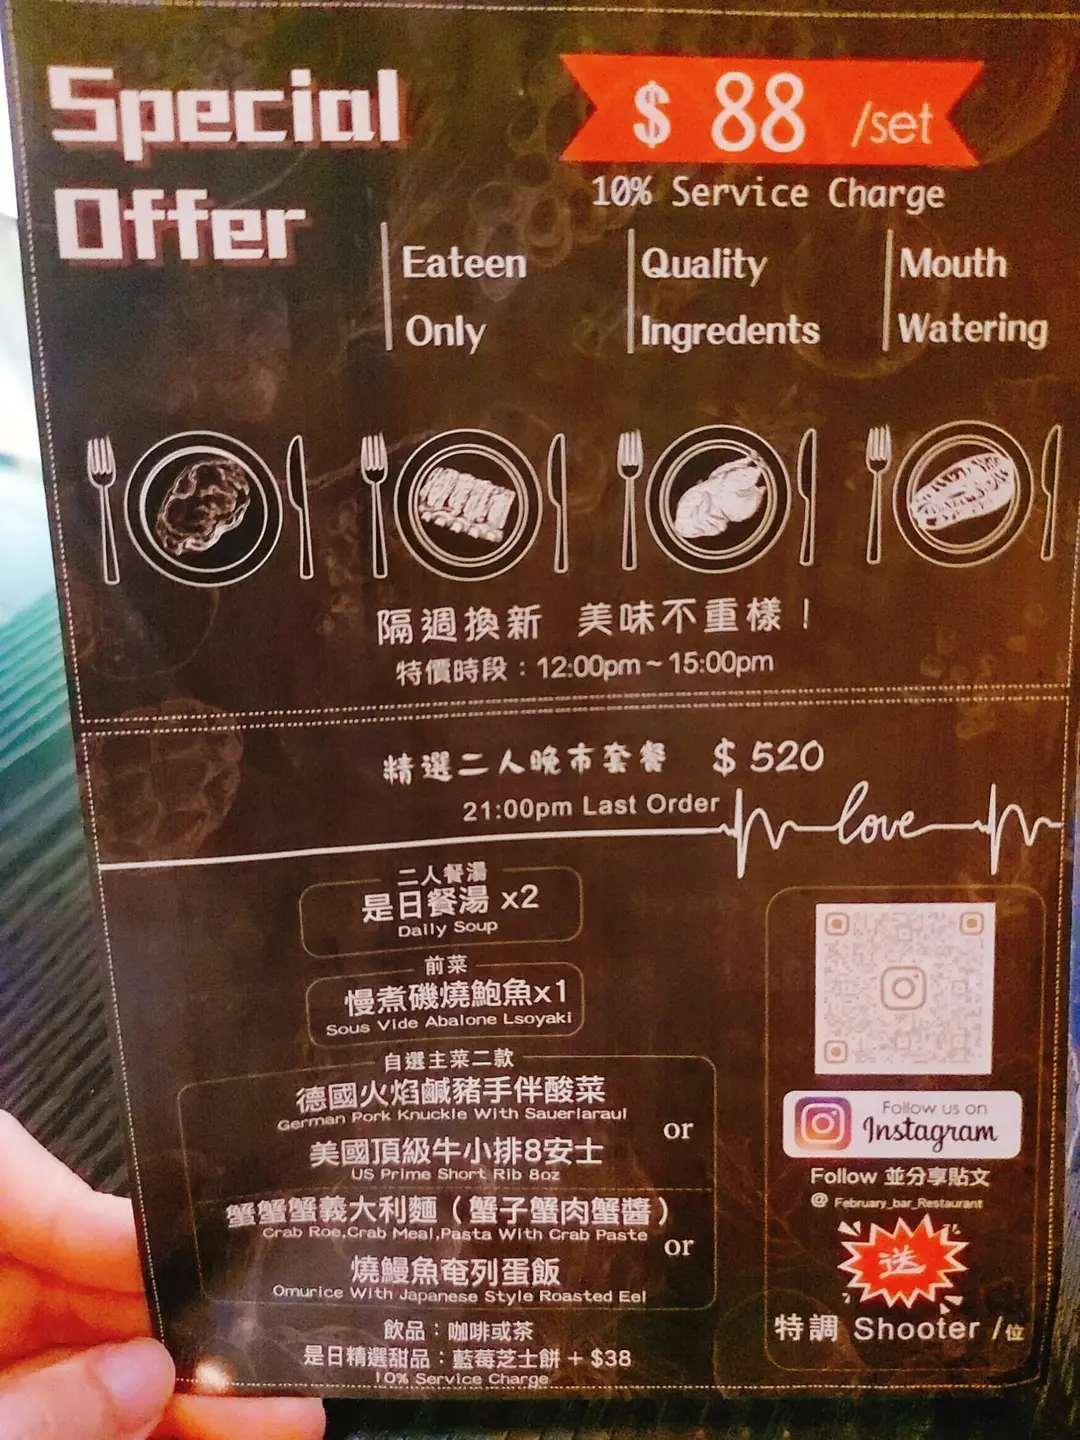 Special
Offer
$ 88 /set
10% Service Charge
Eateen
Only
Quality
Ingredents
Mouth
Watering
隔週換新 美味不重樣！
特價時段：12:00pm~15:00pm
精選二人晚市套餐 $ 520
21:00pm Last Order
love
二人餐湯
是日餐湯 x2
Daily Soup
前菜
慢煮磯燒鮑魚x1
Sous Vide Abalone Lsoyaki
自選主菜二款
德國火焰鹹豬手伴酸菜
German Pork Knuckle With Sauerlaraul
or
美國頂級牛小排8安士
US Prime Short Rib 8oz
蟹蟹蟹義大利麵（蟹子蟹肉蟹醬）
Crab Roe,Crab Meal,Pasta With Crab Paste
or
燒鰻魚奄列蛋飯
Omurice With Japanese Style Roasted Eel
飲品：咖啡或茶
是日精選甜品：藍莓芝士餅 + $38
10% Service Charge
Follow us on
Instagram
Follow 並分享貼文
@ February_bar_Restaurant
送
特調 Shooter /位